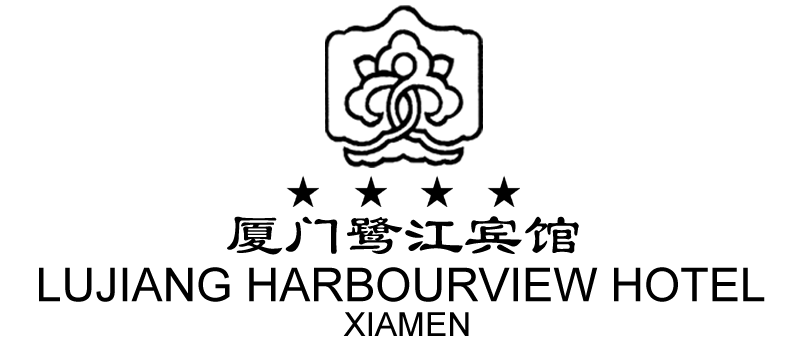 厦门鹭江宾馆
LUJIANG HARBOURVIEW HOTEL
XIAMEN